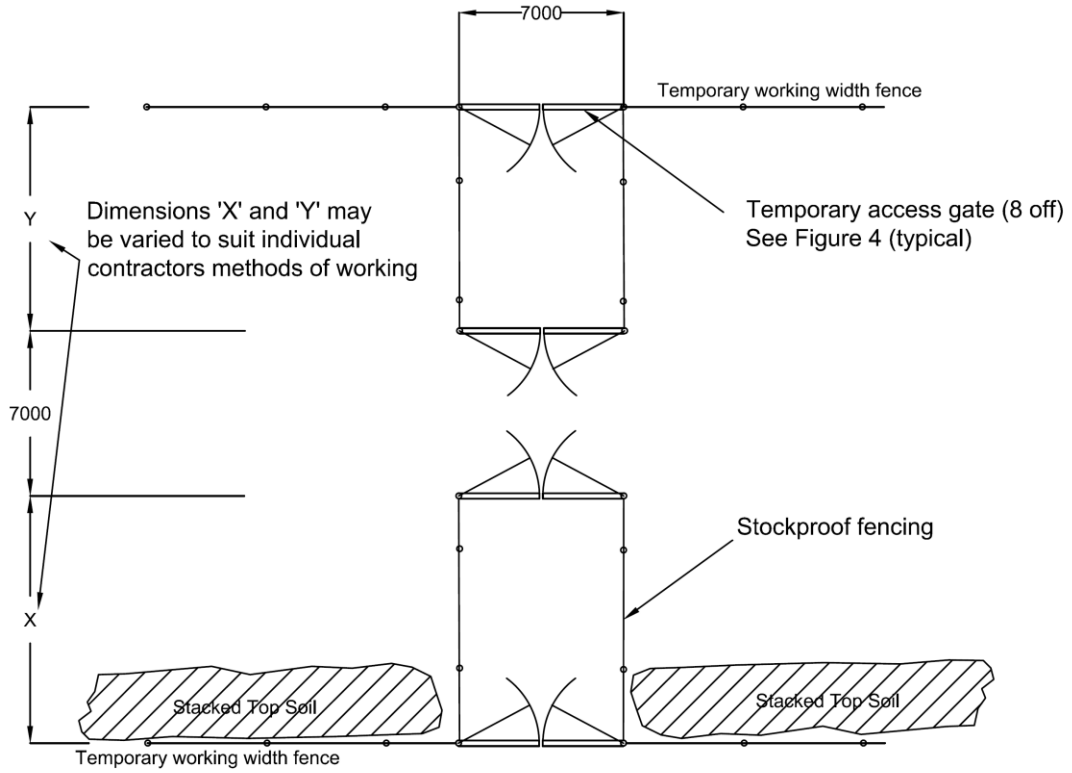 7000
Temporary working width fence
Y
Dimensions 'X' and 'Y' may
be varied to suit individual
contractors methods of working
Temporary access gate (8 off)
See Figure 4 (typical)
7000
Stockproof fencing
X
Stacked Top Soil
Stacked Top Soil
Temporary working width fence